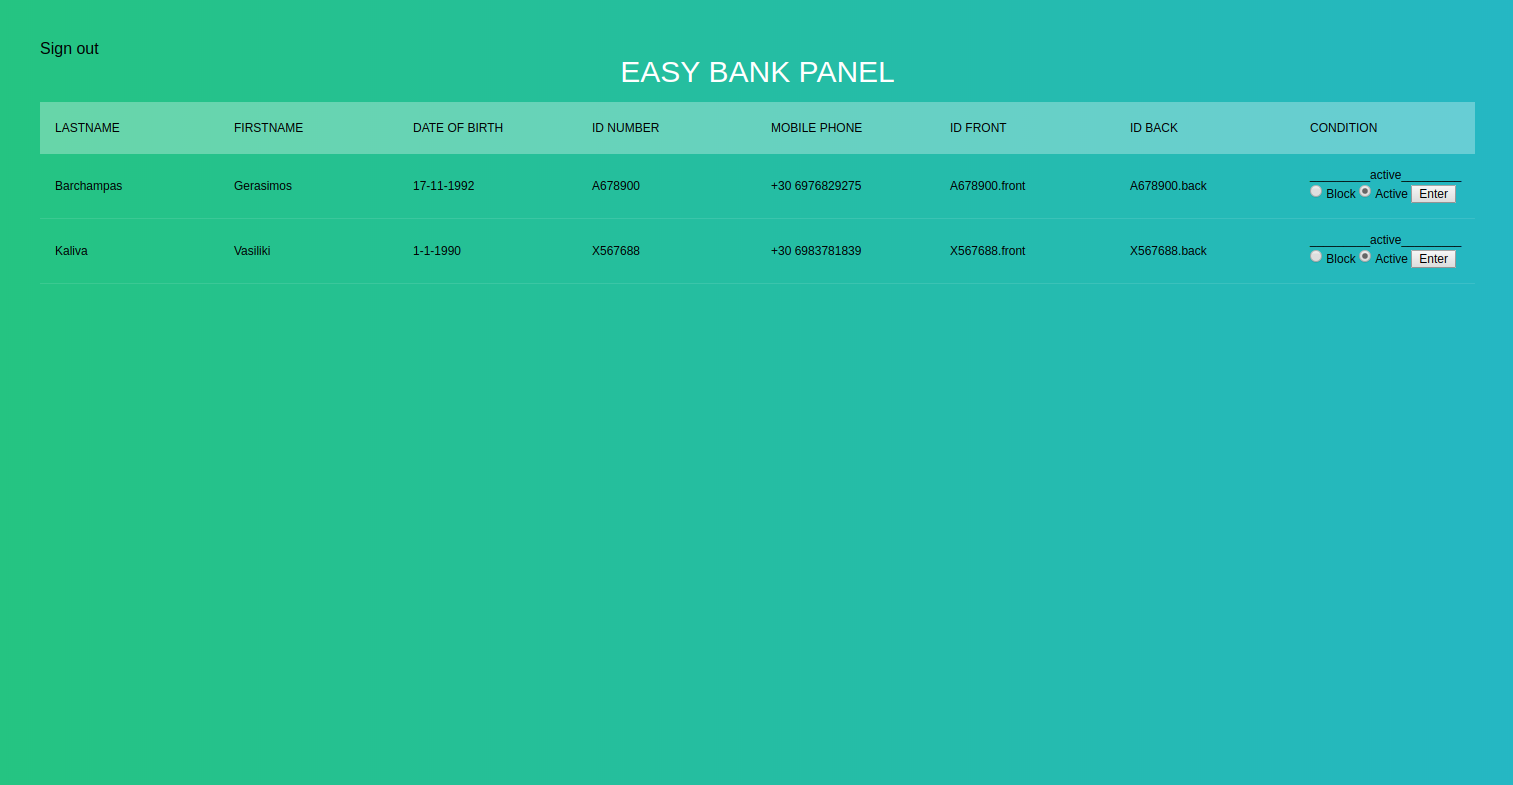 Sign out
EASY BANK PANEL
LASTNAME FIRSTNAME DATE OF BIRTH ID NUMBER MOBILE PHONE ID FRONT ID BACK CONDITION
Barchampas Gerasimos 17-11-1992 A678900 +30 6976829275 A678900.front A678900.back _________active_________
Block Active Enter
Kaliva Vasiliki 1-1-1990 X567688 +30 6983781839 X567688.front X567688.back _________active_________
Block Active Enter